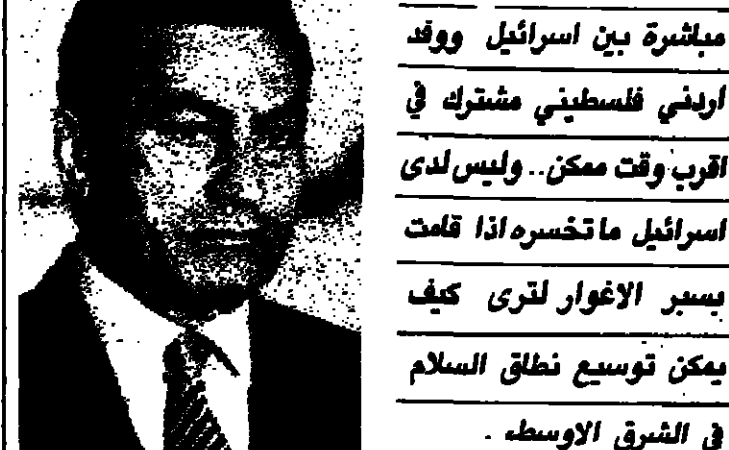 مباشرة بين اسرائيل ووفد
اردني فلسطيني مشترك في
اقرب وقت ممكن.. وليس لدى
اسرائيل ما تخسره اذا قامت
بسبر الاغوار لترى كيف
يمكن توسيع نطاق السلام
في الشرق الاوسط .